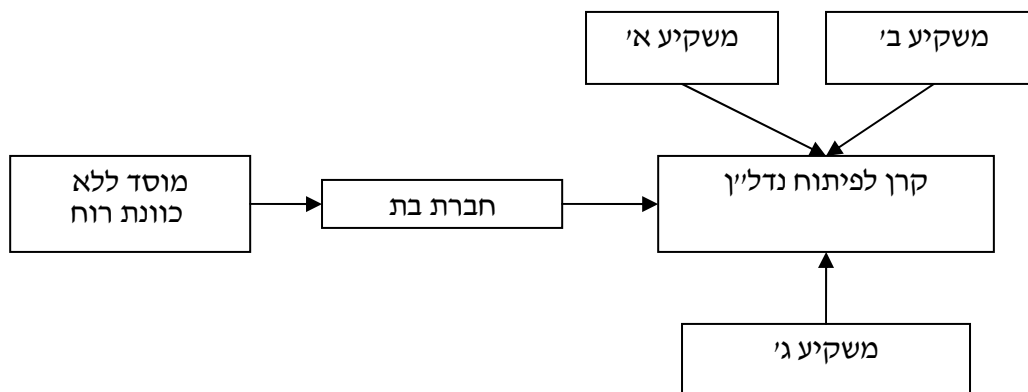 משקיע א׳
משקיע ב׳
מוסד ללא
כוונת רוח
חברת בת
קרן לפיתוח נדל״ן
משקיע ג׳